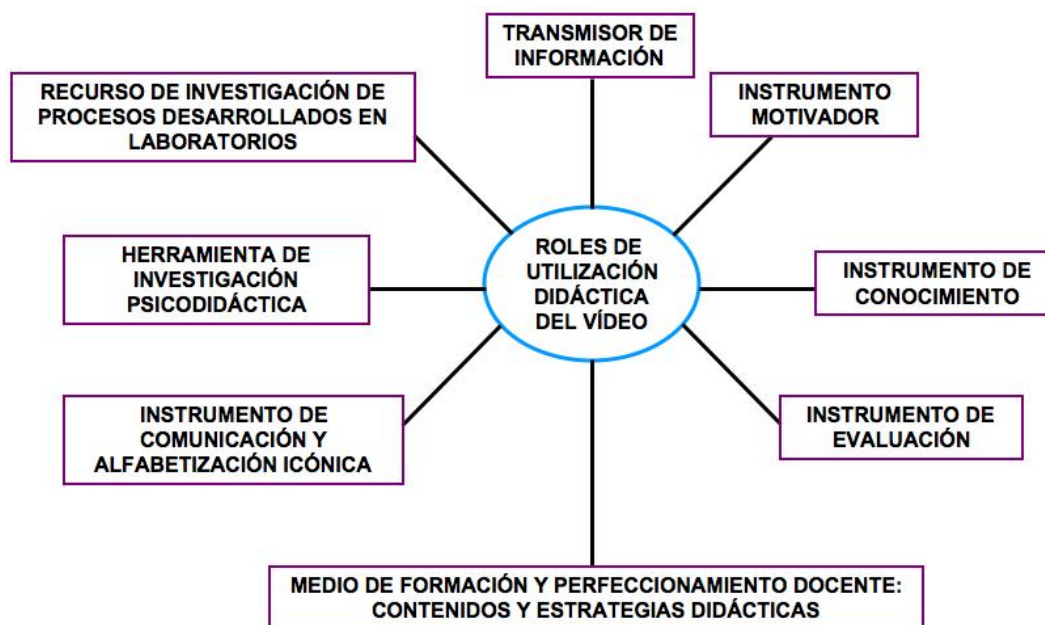 TRANSMISOR DE
INFORMACIÓN
RECURSO DE INVESTIGACIÓN DE
PROCESOS DESARROLLADOS EN
LABORATORIOS
INSTRUMENTO
MOTIVADOR
ROLES DE
UTILIZACIÓN
DIDÁCTICA
DEL VÍDEO
HERRAMIENTA DE
INVESTIGACIÓN
PSICODIDÁCTICA
INSTRUMENTO DE
CONOCIMIENTO
INSTRUMENTO DE
COMUNICACIÓN Y
ALFABETIZACIÓN ICÓNICA
INSTRUMENTO DE
EVALUACIÓN
MEDIO DE FORMACIÓN Y PERFECCIONAMIENTO DOCENTE:
CONTENIDOS Y ESTRATEGIAS DIDÁCTICAS